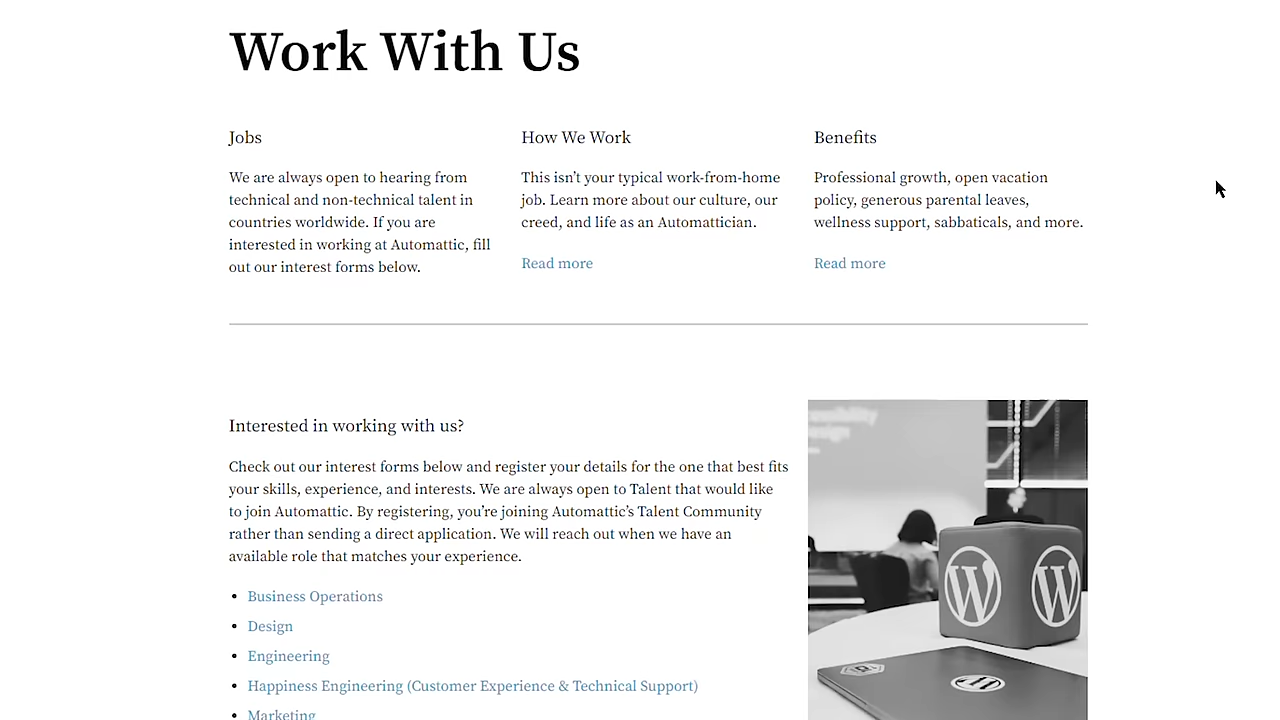 Work With Us
Jobs
We are always open to hearing from
technical and non-technical talent in
countries worldwide. If you are
interested in working at Automattic, fill
out our interest forms below.
How We Work
This isn’t your typical work-from-home
job. Learn more about our culture, our
creed, and life as an Automattician.
Read more
Benefits
Professional growth, open vacation
policy, generous parental leaves,
wellness support, sabbaticals, and more.
Read more
Interested in working with us?
Check out our interest forms below and register your details for the one that best fits
your skills, experience, and interests. We are always open to Talent that would like
to join Automattic. By registering, you’re joining Automattic’s Talent Community
rather than sending a direct application. We will reach out when we have an
available role that matches your experience.
Business Operations
Design
Engineering
Happiness Engineering (Customer Experience & Technical Support)
Marketing